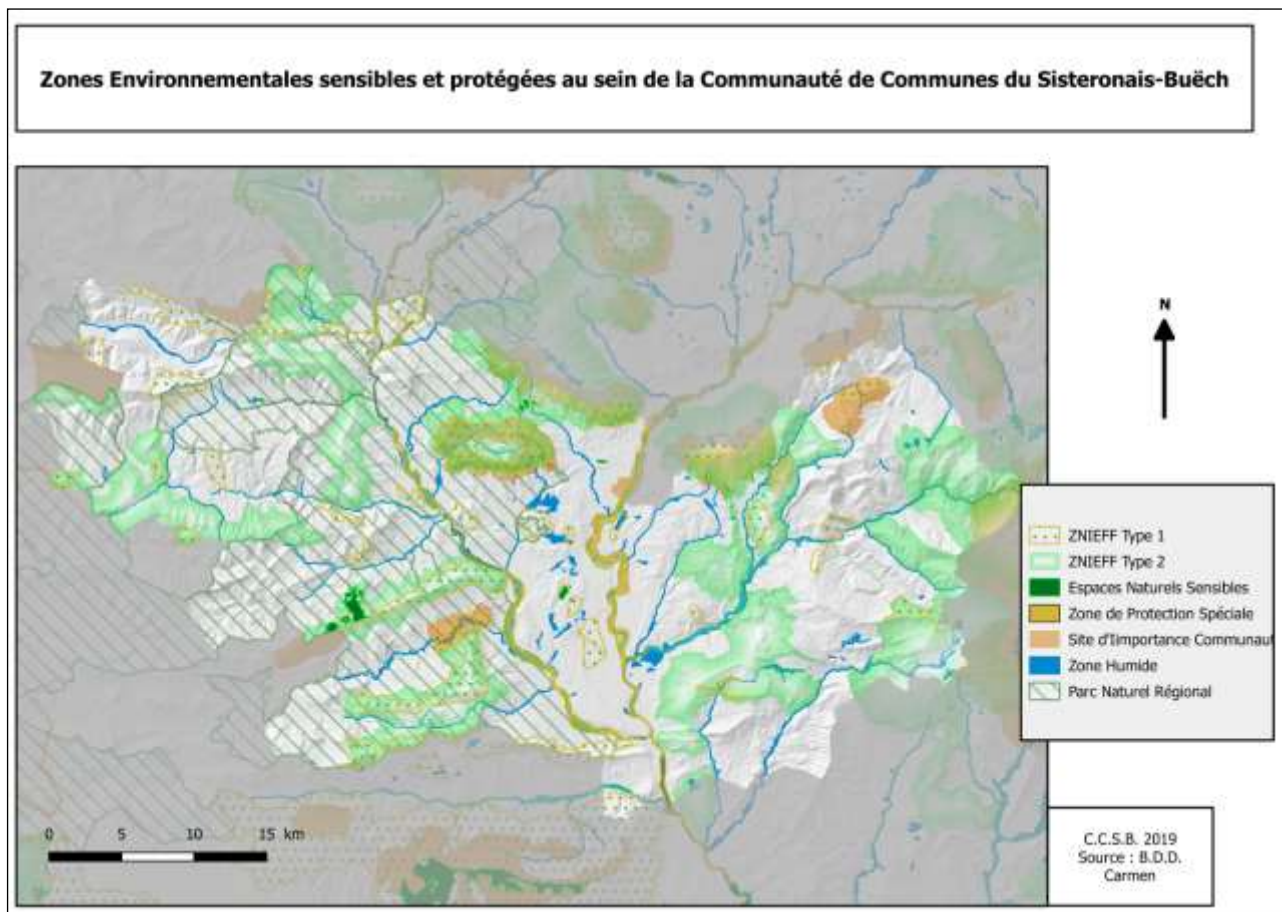 Zones Environnementales sensibles et protégées au sein de la Communauté de Communes du Sisteronais-Buëch
N
ZNIEFF Type 1
ZNIEFF Type 2
Espaces Naturels Sensibles
Zone de Protection Spéciale
Site d'Iimportance Communaut
Zone Humide
Parc Naturel Régional
0 5 10 15 km
C.C.S.B. 2019
Source : B.D.D.
Carmen